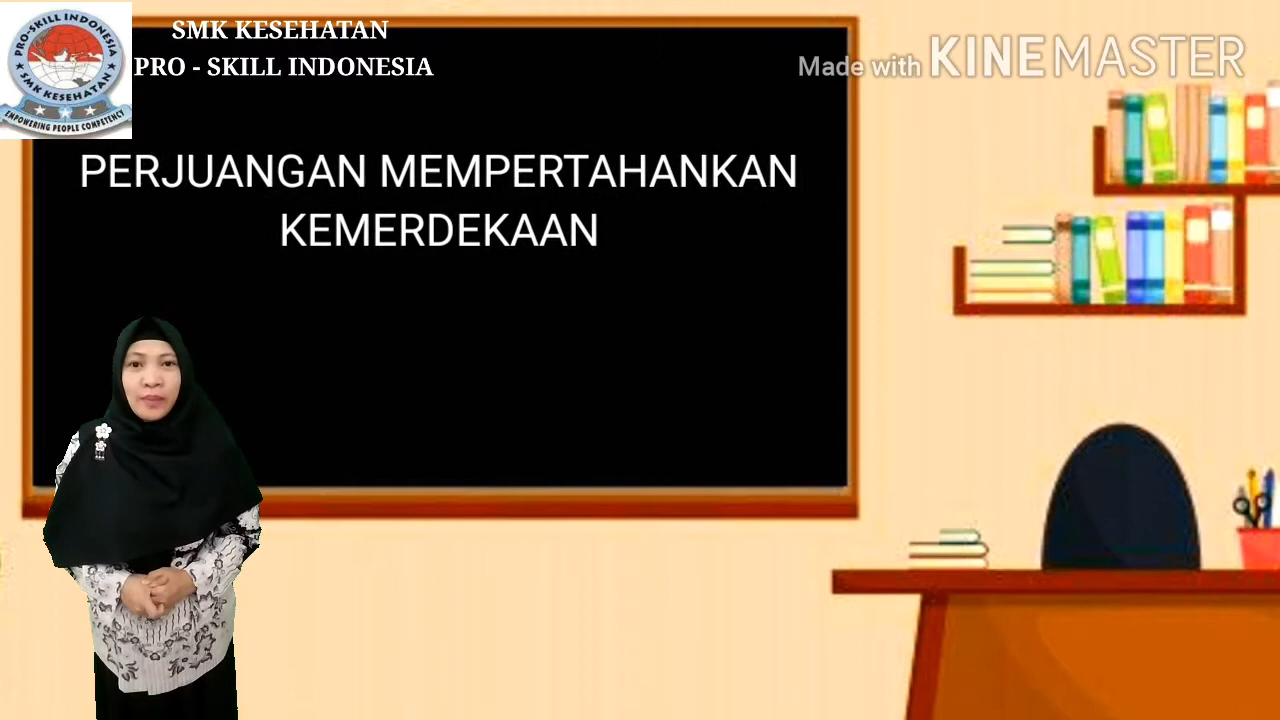 SMK KESEHATAN
PRO - SKILL INDONESIA
Made with KINEMASTER
PRO-SKILL INDONESIA
SMK KESEHATAN
EMPOWERING PEOPLE COMPETENCY
PERJUANGAN MEMPERTAHANKAN
KEMERDEKAAN